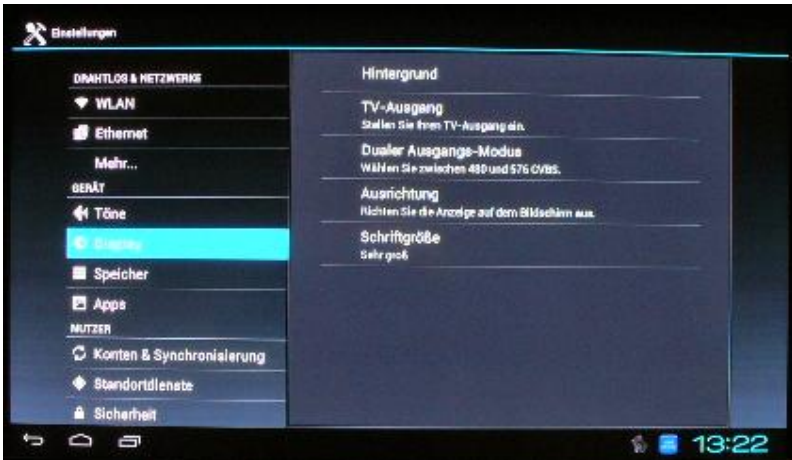 Einstellungen
DRAHTLOS & NETZWERKE
WLAN
Ethernet
Mehr...
GERÄT
Töne
Display
Speicher
Apps
NUTZER
Konten & Synchronisierung
Standortdienste
Sicherheit
Hintergrund
TV-Ausgang
Stellen Sie Ihren TV-Ausgang ein.
Dualer Ausgangs-Modus
Wählen Sie zwischen 480 und 576 CVBS.
Ausrichtung
Richten Sie die Anzeige auf dem Bildschirm aus.
Schriftgröße
Sehr groß
13:22